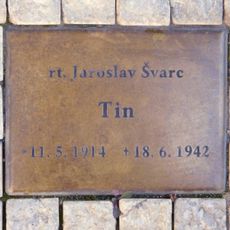 rt. Jaroslav Švarc
Tin
*11. 5. 1914 +18. 6. 1942